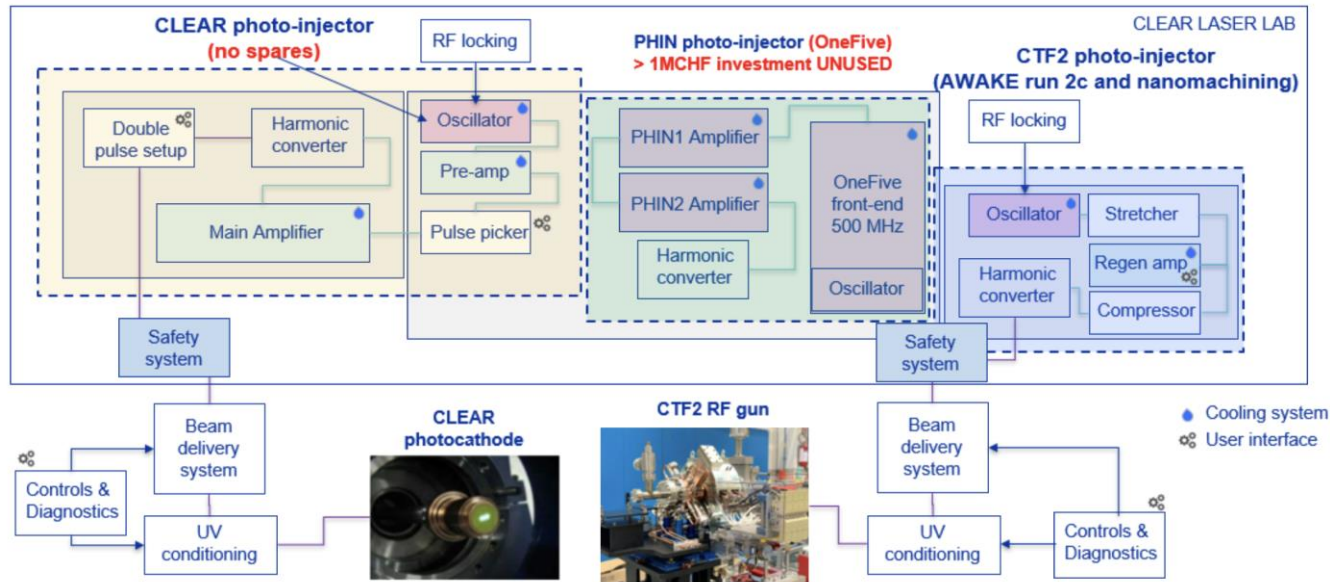 CLEAR LASER LAB
CLEAR photo-injector
(no spares)
RF locking
PHIN photo-injector (OneFive)
> 1MCHF investment UNUSED
CTF2 photo-injector
(AWAKE run 2c and nanomachining)
Double
pulse setup
Harmonic
converter
Main Amplifier
Oscillator
Pre-amp
Pulse picker
PHIN1 Amplifier
PHIN2 Amplifier
Harmonic
converter
OneFive
front-end
500 MHz
Oscillator
RF locking
Oscillator
Stretcher
Regen amp
Harmonic
converter
Compressor
Safety
system
Safety
system
Beam
delivery
system
Controls &
Diagnostics
UV
conditioning
CLEAR
photocathode
CTF2 RF gun
Beam
delivery
system
UV
conditioning
Controls &
Diagnostics
Cooling system
User interface